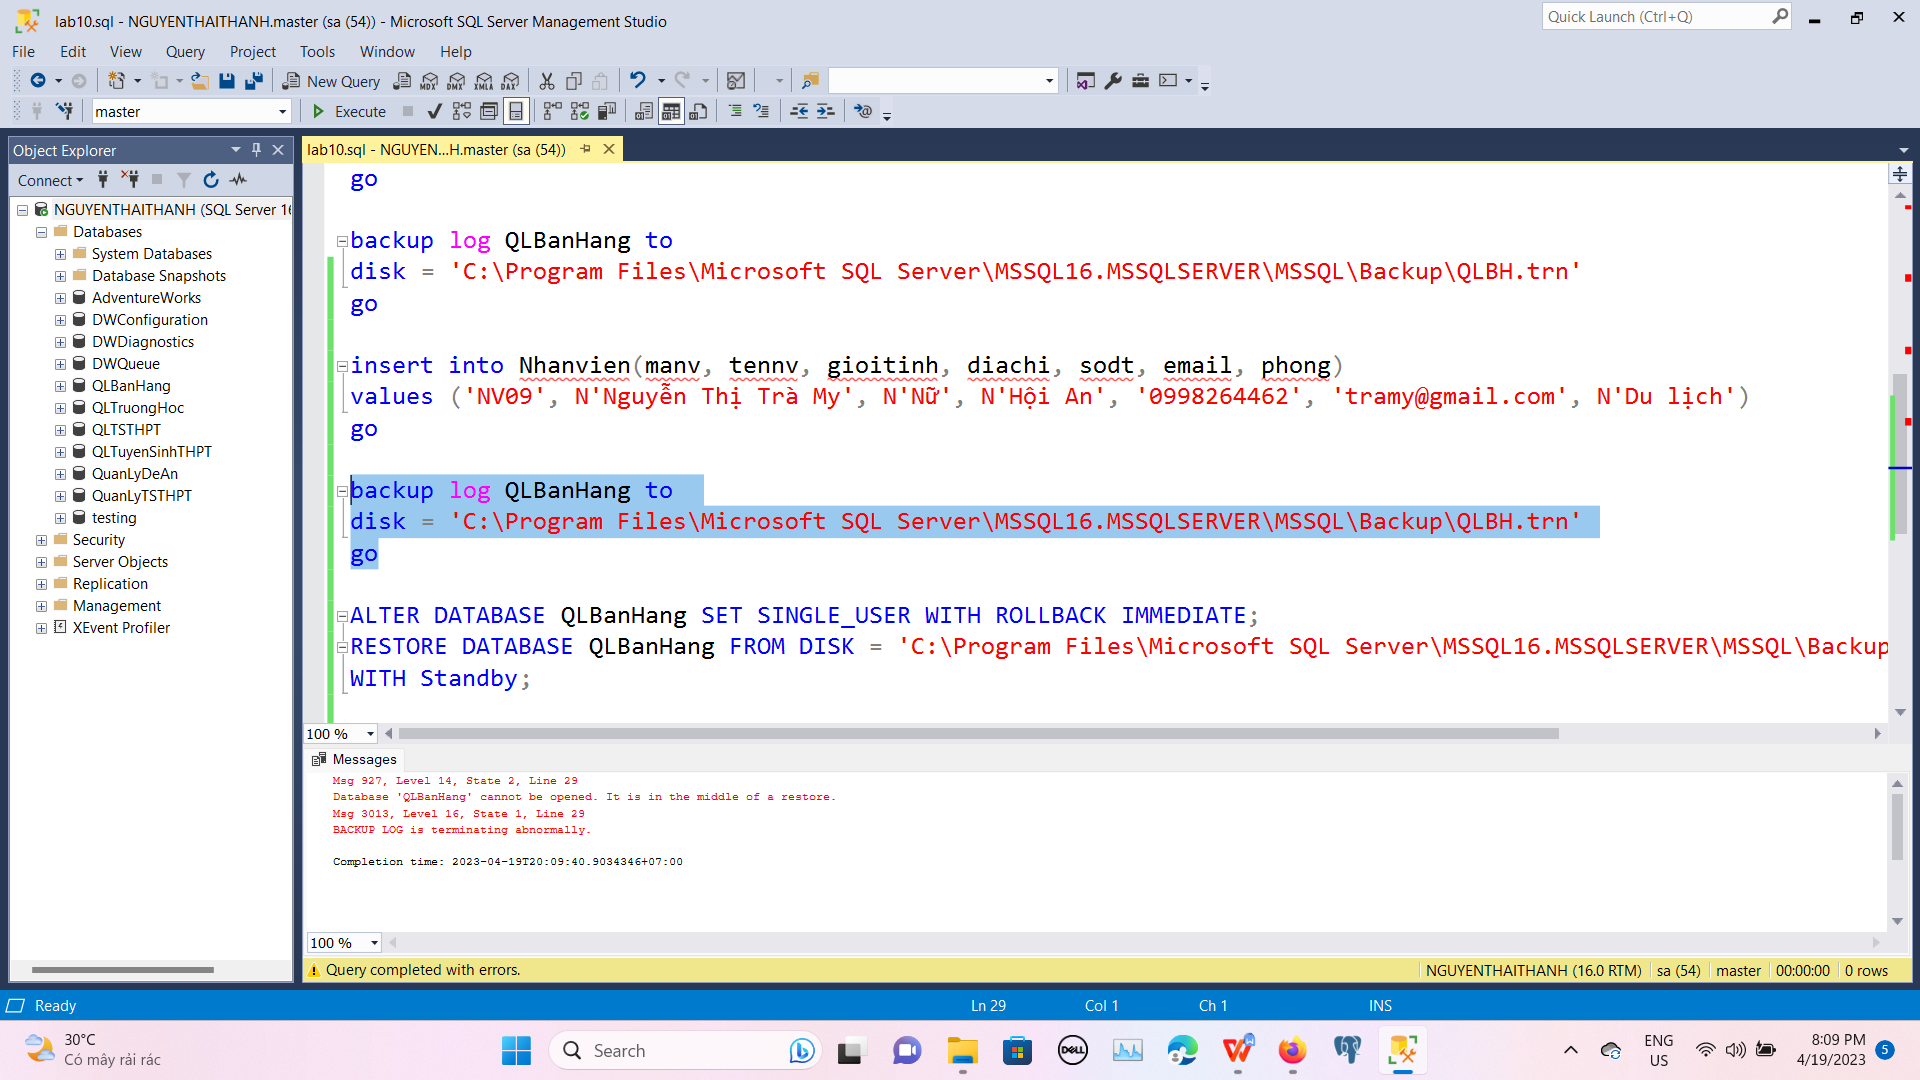 lab10.sql - NGUYENTHAITHANH.master (sa (54)) - Microsoft SQL Server Management Studio
Quick Launch (Ctrl+Q)
File Edit View Query Project Tools Window Help
New Query MDX DMX XMLA DAX
master Execute
Object Explorer
lab10.sql - NGUYEN...H.master (sa (54))
Connect
NGUYENTHAITHANH (SQL Server 16
Databases
System Databases
Database Snapshots
AdventureWorks
DWConfiguration
DWDiagnostics
DWQueue
QLBanHang
QLTruongHoc
QLTSTHPT
QLTuyenSinhTHPT
QuanLyDeAn
QuanLyTSTHPT
testing
Security
Server Objects
Replication
Management
XEvent Profiler
go
backup log QLBanHang to
disk = 'C:\Program Files\Microsoft SQL Server\MSSQL16.MSSQLSERVER\MSSQL\Backup\QLBH.trn'
go
insert into Nhanvien(manv, tennv, gioitinh, diachi, sodt, email, phong)
values ('NV09', N'Nguyễn Thị Trà My', N'Nữ', N'Hội An', '0998264462', 'tramy@gmail.com', N'Du lịch')
go
backup log QLBanHang to
disk = 'C:\Program Files\Microsoft SQL Server\MSSQL16.MSSQLSERVER\MSSQL\Backup\QLBH.trn'
go
ALTER DATABASE QLBanHang SET SINGLE_USER WITH ROLLBACK IMMEDIATE;
RESTORE DATABASE QLBanHang FROM DISK = 'C:\Program Files\Microsoft SQL Server\MSSQL16.MSSQLSERVER\MSSQL\Backup
WITH Standby;
100 %
Messages
Msg 927, Level 14, State 2, Line 29
Database 'QLBanHang' cannot be opened. It is in the middle of a restore.
Msg 3013, Level 16, State 1, Line 29
BACKUP LOG is terminating abnormally.
Completion time: 2023-04-19T20:09:40.9034346+07:00
100 %
Query completed with errors.
NGUYENTHAITHANH (16.0 RTM) sa (54) master 00:00:00 0 rows
Ready Ln 29 Col 1 Ch 1 INS
30°C
Có mây rải rác
Search
DELL
ENG
US
8:09 PM
4/19/2023
5